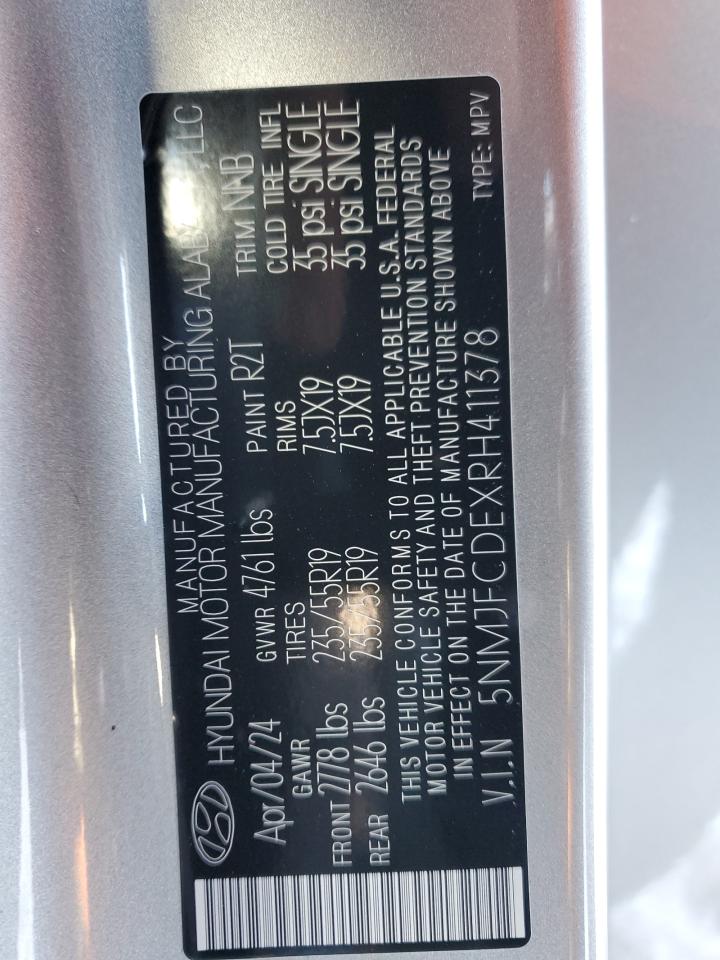 MANUFACTURED BY
HYUNDAI MOTOR MANUFACTURING LLC
Apr/04/24 GVWR 4761 lbs PAINT R2T TRIM NNB
GAWR TIRES RIMS COLD TIRE INFL
FRONT 2778 lbs 235/55R19 7.5JX19 35 psi SINGLE
REAR 2646 lbs 235/55R19 7.5JX19 35 psi SINGLE
THIS VEHICLE CONFORMS TO ALL APPLICABLE U.S.A. FEDERAL
MOTOR VEHICLE SAFETY AND THEFT PREVENTION STANDARDS
IN EFFECT ON THE DATE OF MANUFACTURE SHOWN ABOVE
V.I.N 5NMJFCDEXRH411378 TYPE: MPV